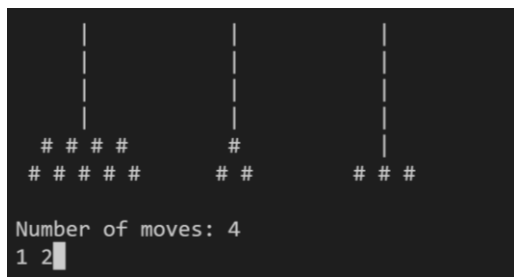 |            |            |
|            |            |
|            |            |
|            |            |
# # # #        #            |
# # # # #      # #        # # #
Number of moves: 4
1 2